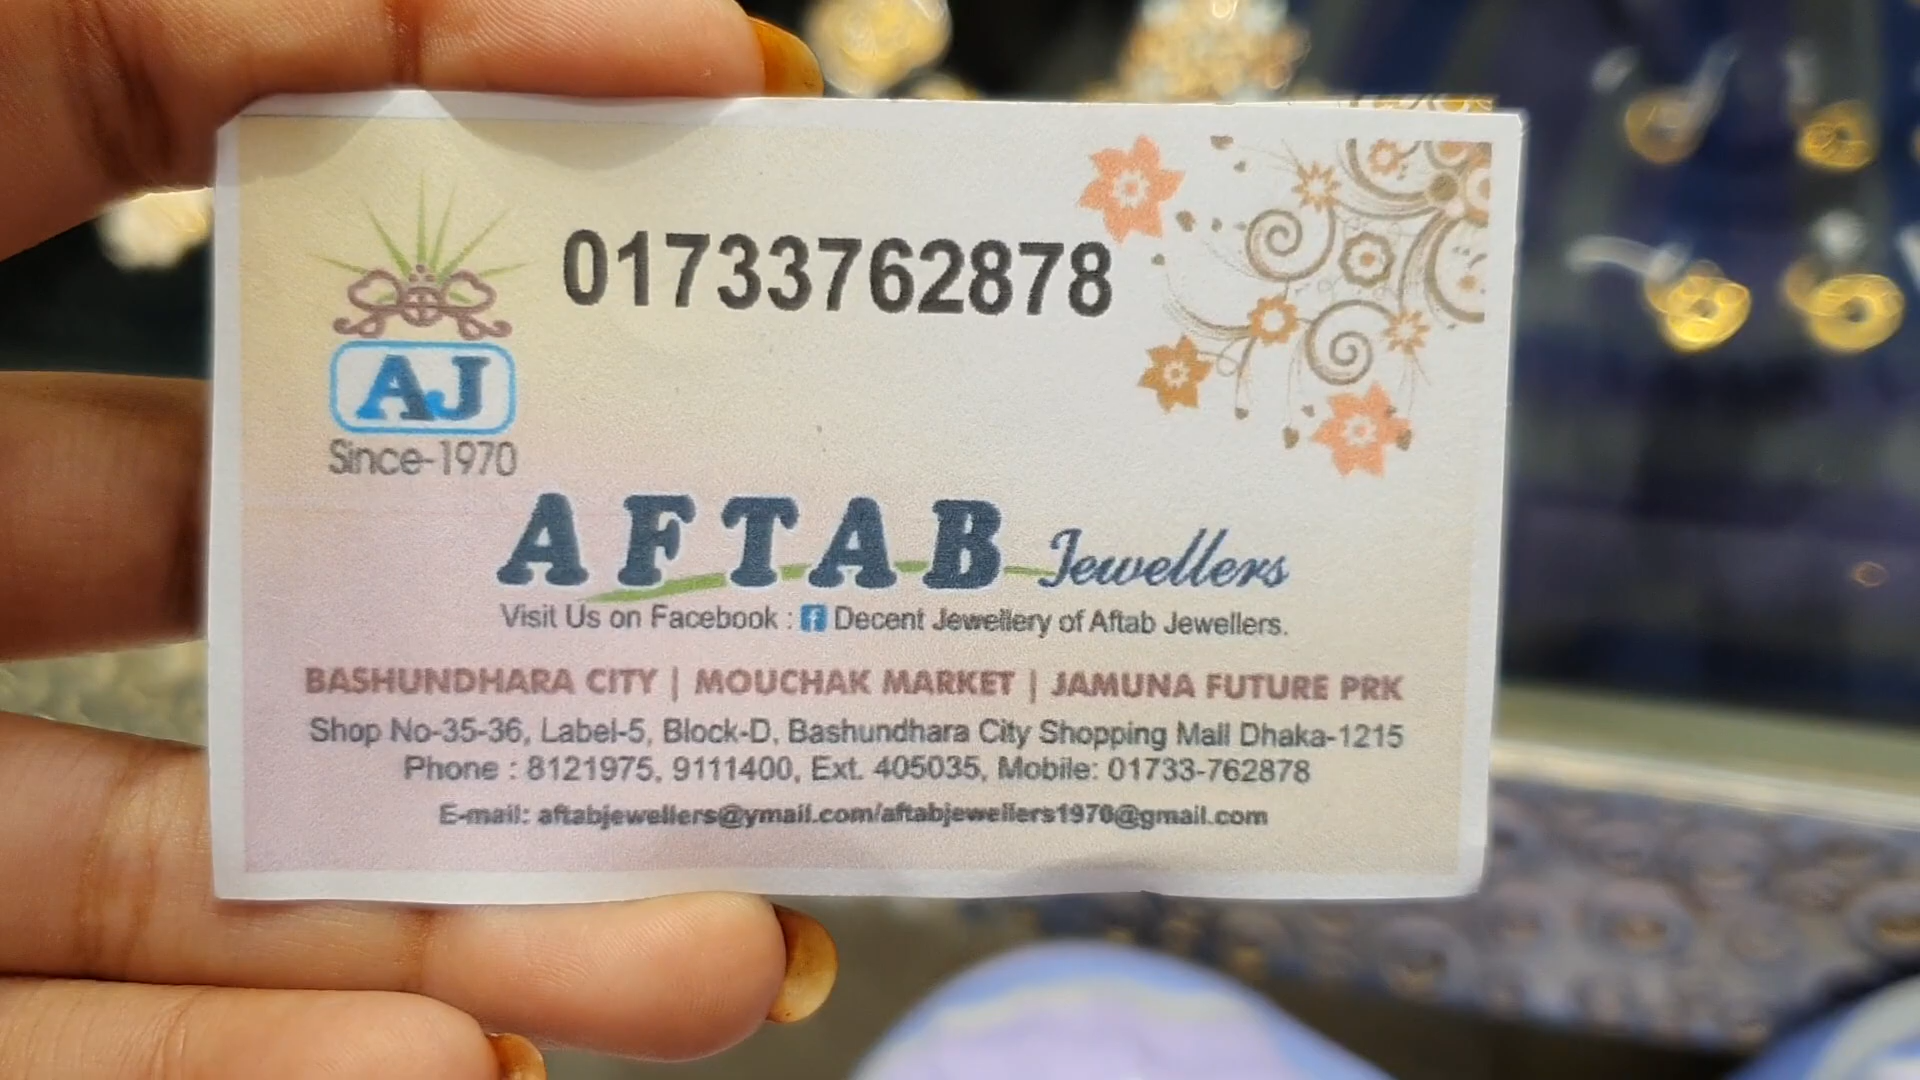 01733762878
AJ
Since-1970
AFTAB Jewellers
Visit Us on Facebook : f Decent Jewellery of Aftab Jewellers.
BASHUNDHARA CITY | MOUCHAK MARKET | JAMUNA FUTURE PRK
Shop No-35-36, Label-5, Block-D, Bashundhara City Shopping Mall Dhaka-1215
Phone : 8121975, 9111400, Ext. 405035, Mobile: 01733-762878
E-mail: aftabjewellers@ymail.com/aftabjewellers1970@gmail.com